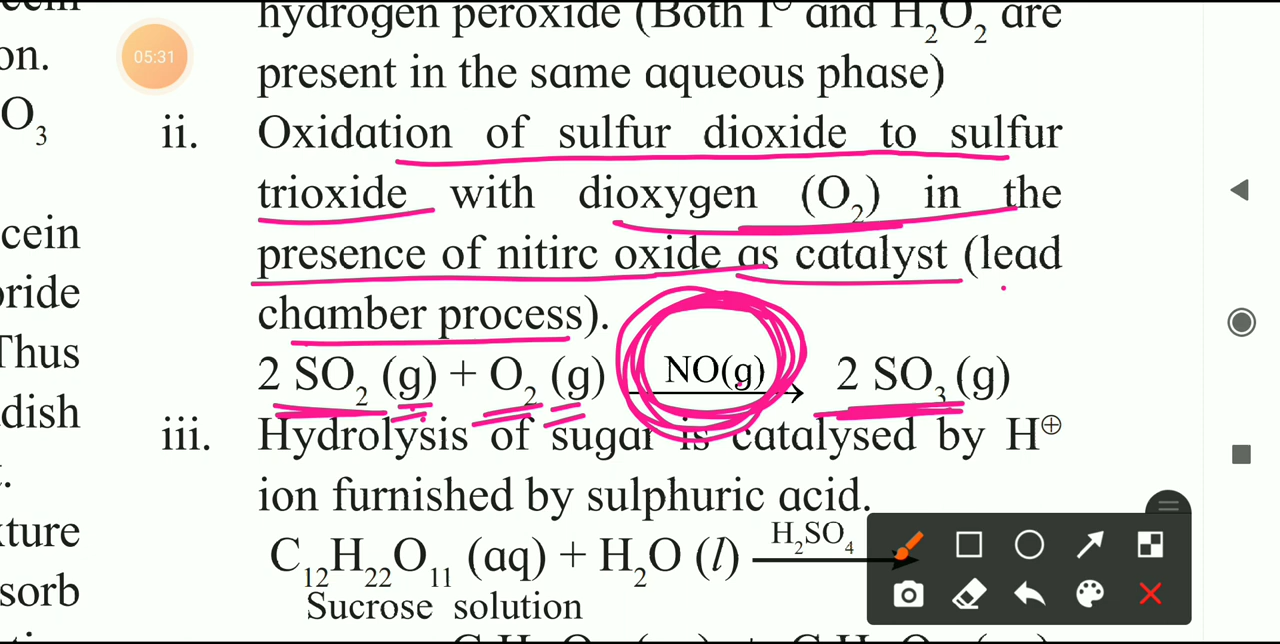 on.
O3
cein
oride
Thus
dish
xture
sorb
05:31
hydrogen peroxide (Both I⊖ and H2O2 are
present in the same aqueous phase)
ii. Oxidation of sulfur dioxide to sulfur
trioxide with dioxygen (O2) in the
presence of nitirc oxide as catalyst (lead
chamber process).
2 SO2 (g) + O2 (g) NO(g) → 2 SO3 (g)
iii. Hydrolysis of sugar is catalysed by H⊕
ion furnished by sulphuric acid.
C12H22O11 (aq) + H2O (l) H2SO4 →
Sucrose solution